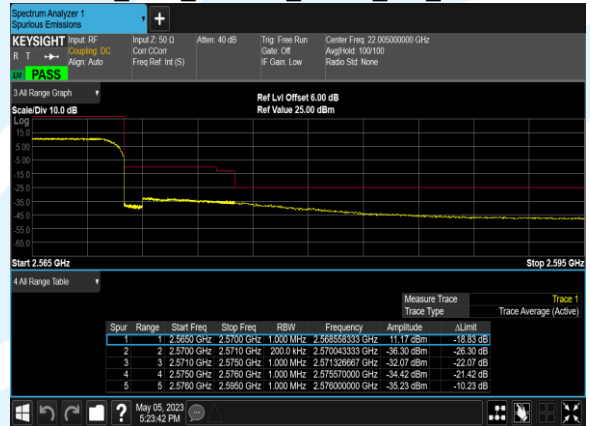 Spectrum Analyzer 1
Spurious Emissions
KEYSIGHT Input: RF
R T Coupling: DC
Align: Auto
Input Z: 50 Ω
Corr CCorr
Freq Ref: Int (S)
Atten: 40 dB
Trig: Free Run
Gate: Off
IF Gain: Low
Center Freq: 22.005000000 GHz
Avg|Hold: 100/100
Radio Std: None
PASS
3 All Range Graph
Scale/Div 10.0 dB
Ref Lvl Offset 6.00 dB
Ref Value 25.00 dBm
Log
15.0
5.00
-5.00
-15.0
-25.0
-35.0
-45.0
-55.0
-65.0
Start 2.565 GHz Stop 2.595 GHz
4 All Range Table
Measure Trace Trace 1
Trace Type Trace Average (Active)
Spur Range Start Freq Stop Freq RBW Frequency Amplitude ΔLimit
1 1 2.5650 GHz 2.5700 GHz 1.000 MHz 2.568558333 GHz 11.17 dBm -18.83 dB
2 2 2.5700 GHz 2.5710 GHz 200.0 kHz 2.570043333 GHz -36.30 dBm -26.30 dB
3 3 2.5710 GHz 2.5750 GHz 1.000 MHz 2.571326667 GHz -32.07 dBm -22.07 dB
4 4 2.5750 GHz 2.5760 GHz 1.000 MHz 2.575570000 GHz -34.42 dBm -21.42 dB
5 5 2.5760 GHz 2.5950 GHz 1.000 MHz 2.576000000 GHz -35.23 dBm -10.23 dB
May 05, 2023
5:23:42 PM